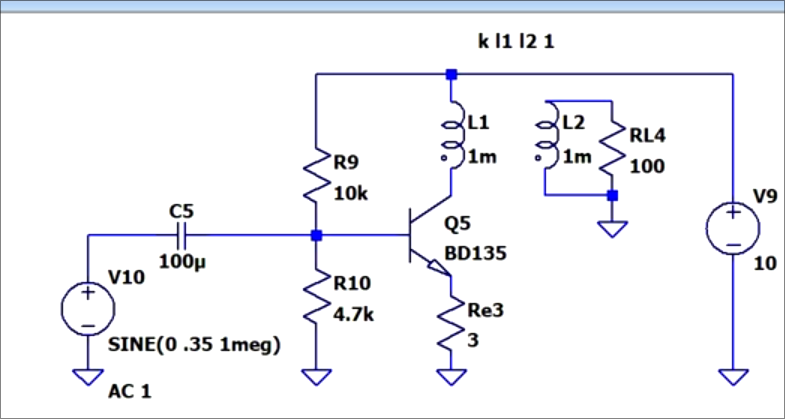 k l1 l2 1
L1
1m
L2
1m
RL4
100
R9
10k
V9
10
C5
100µ
Q5
BD135
V10
R10
4.7k
Re3
3
SINE(0 .35 1meg)
AC 1